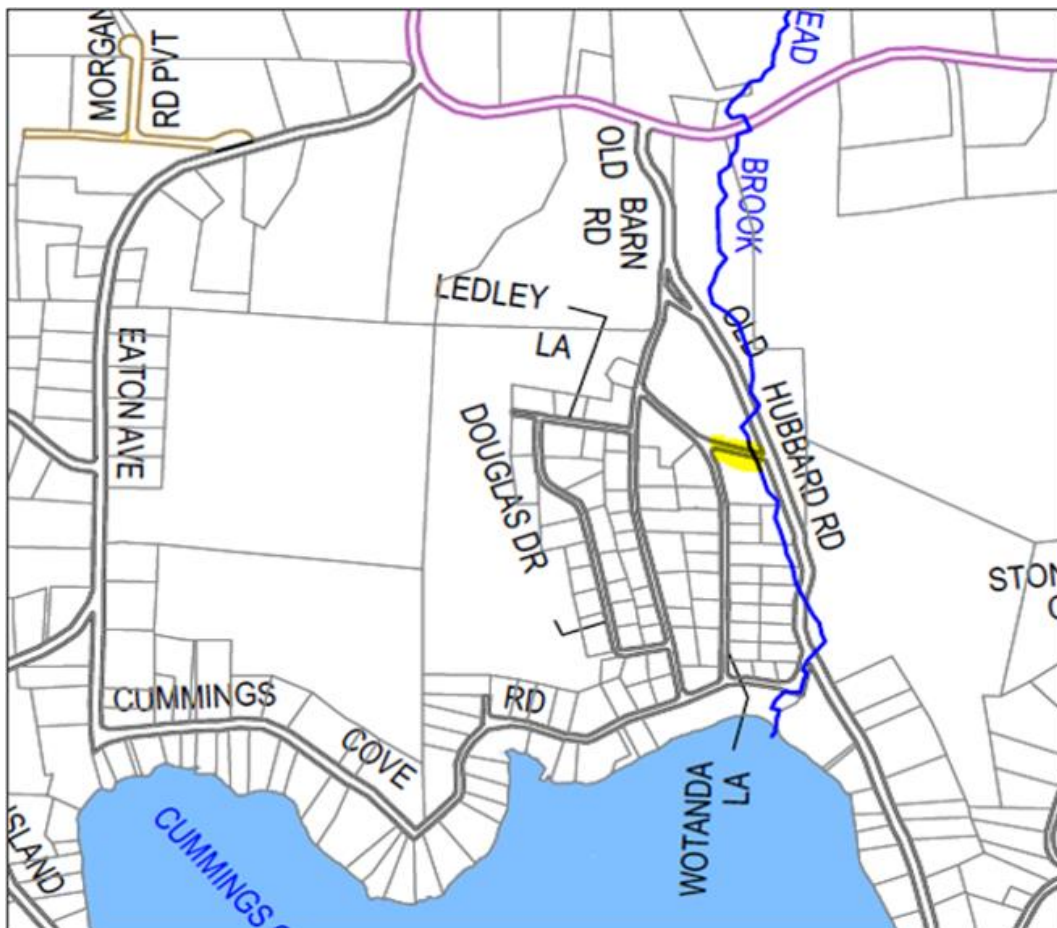 MORGAN
RD PVT
EAD
BROOK
OLD
BARN
RD
LEDLEY
LA
OLD
HUBBARD RD
EATON AVE
DOUGLAS DR
STON
CUMMINGS
RD
COVE
WOTANDA
LA
ISLAND
CUMMINGS